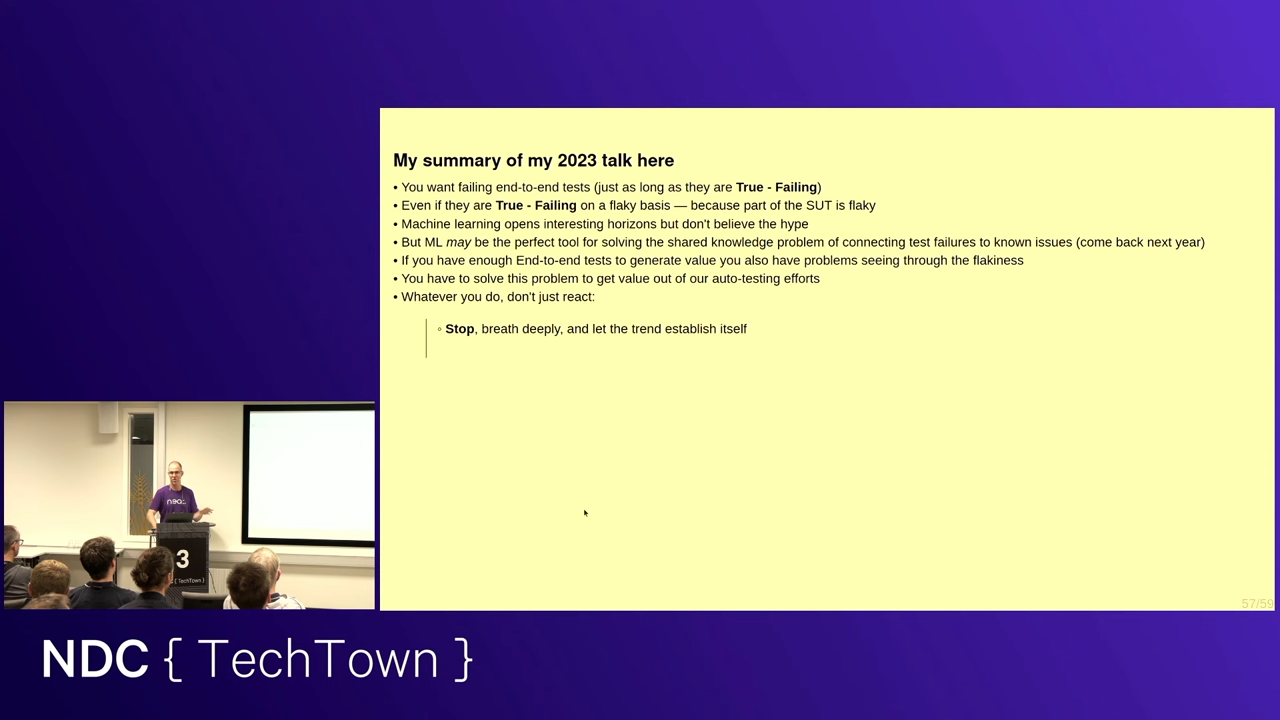 My summary of my 2023 talk here
• You want failing end-to-end tests (just as long as they are True - Failing)
• Even if they are True - Failing on a flaky basis — because part of the SUT is flaky
• Machine learning opens interesting horizons but don't believe the hype
• But ML may be the perfect tool for solving the shared knowledge problem of connecting test failures to known issues (come back next year)
• If you have enough End-to-end tests to generate value you also have problems seeing through the flakiness
• You have to solve this problem to get value out of our auto-testing efforts
• Whatever you do, don't just react:
◦ Stop, breath deeply, and let the trend establish itself
57/59
3
{ TechTown }
NDC { TechTown }